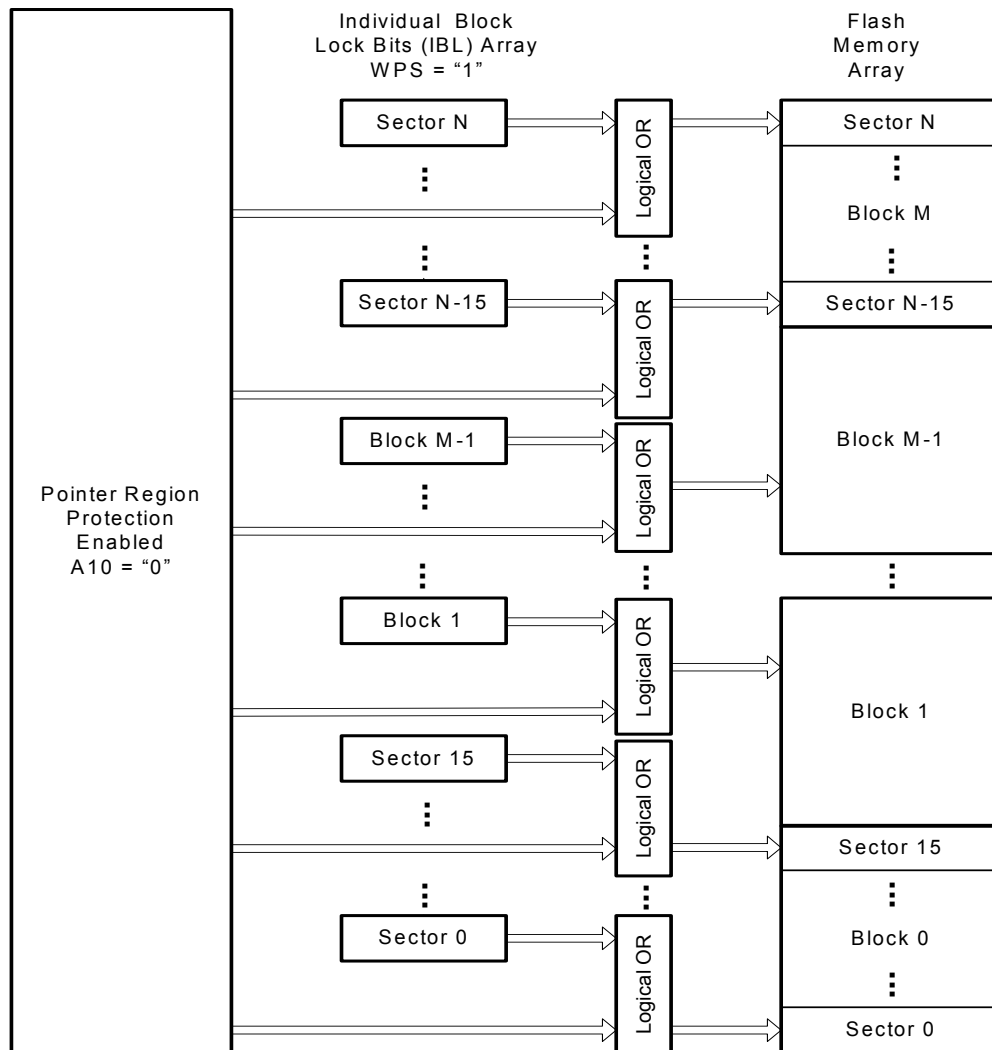 Individual Block
Lock Bits (IBL) Array
WPS = “1”
Flash
Memory
Array
Sector N
Logical OR
Sector N
Block M
Sector N-15
Logical OR
Sector N-15
Block M-1
Logical OR
Block M-1
Pointer Region
Protection
Enabled
A10 = “0”
Block 1
Logical OR
Block 1
Sector 15
Logical OR
Sector 15
Sector 0
Logical OR
Block 0
Sector 0